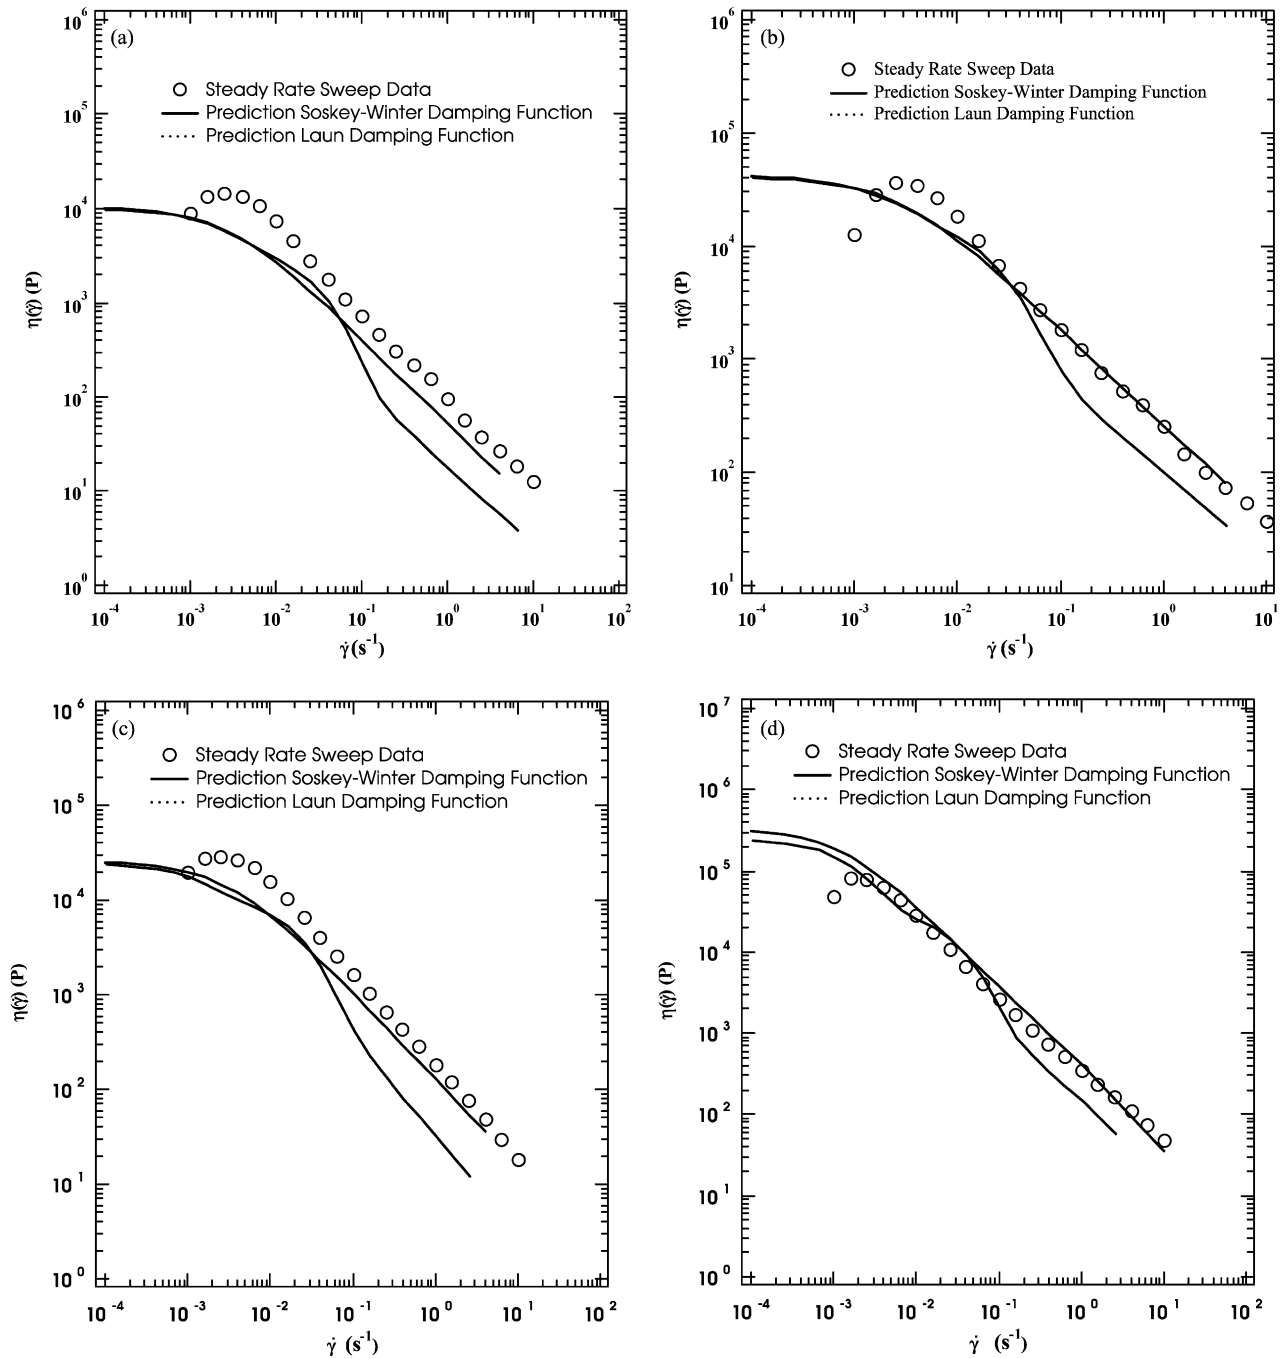 (a)
Steady Rate Sweep Data
Prediction Soskey-Winter Damping Function
Prediction Laun Damping Function
10^6
10^5
10^4
10^3
10^2
10^1
10^0
η(γ̇) (P)
10^-4 10^-3 10^-2 10^-1 10^0 10^1 10^2
γ̇ (s^-1)
(b)
Steady Rate Sweep Data
Prediction Soskey-Winter Damping Function
Prediction Laun Damping Function
10^6
10^5
10^4
10^3
10^2
10^1
η(γ̇) (P)
10^-4 10^-3 10^-2 10^-1 10^0 10^1
γ̇ (s^-1)
(c)
Steady Rate Sweep Data
Prediction Soskey-Winter Damping Function
Prediction Laun Damping Function
10^6
10^5
10^4
10^3
10^2
10^1
10^0
η(γ̇) (P)
10^-4 10^-3 10^-2 10^-1 10^0 10^1 10^2
γ̇ (s^-1)
(d)
Steady Rate Sweep Data
Prediction Soskey-Winter Damping Function
Prediction Laun Damping Function
10^7
10^6
10^5
10^4
10^3
10^2
10^1
10^0
η(γ̇) (P)
10^-4 10^-3 10^-2 10^-1 10^0 10^1 10^2
γ̇ (s^-1)